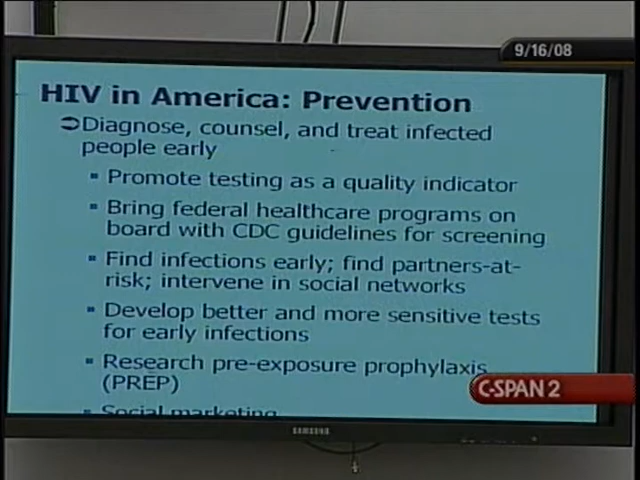 9/16/08
HIV in America: Prevention
➲Diagnose, counsel, and treat infected
people early
▪ Promote testing as a quality indicator
▪ Bring federal healthcare programs on
board with CDC guidelines for screening
▪ Find infections early; find partners-at-
risk; intervene in social networks
▪ Develop better and more sensitive tests
for early infections
▪ Research pre-exposure prophylaxis
(PREP)
C-SPAN 2
▪ Social marketing
SAMSUNG